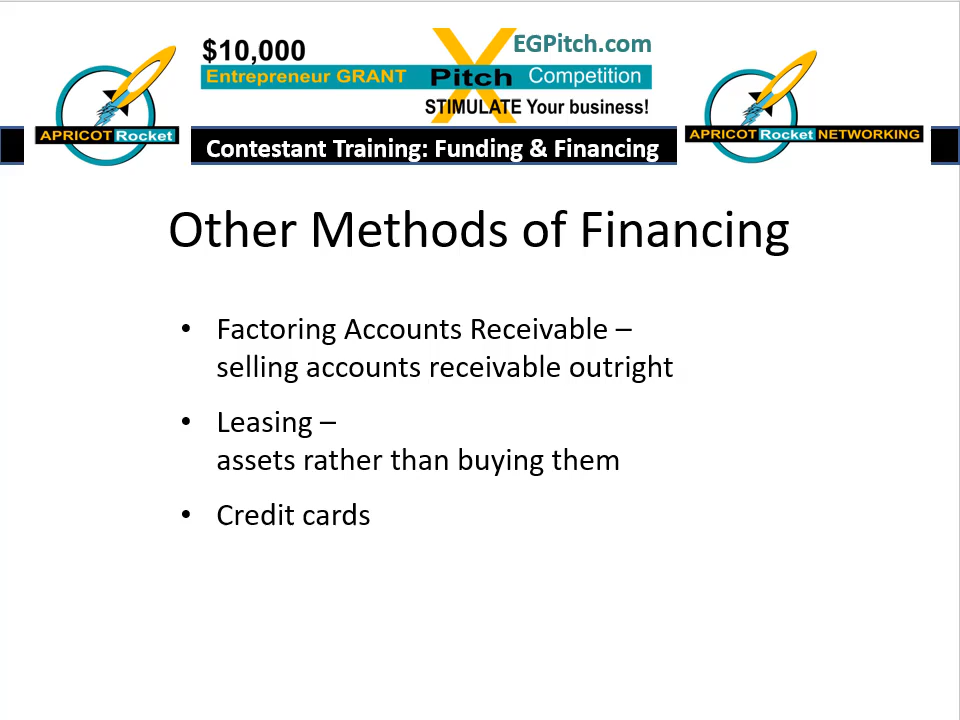 $10,000
EGPitch.com
Entrepreneur GRANT X Pitch Competition
STIMULATE Your business!
APRICOT Rocket
APRICOT Rocket NETWORKING
Contestant Training: Funding & Financing
Other Methods of Financing
• Factoring Accounts Receivable –
selling accounts receivable outright
• Leasing –
assets rather than buying them
• Credit cards